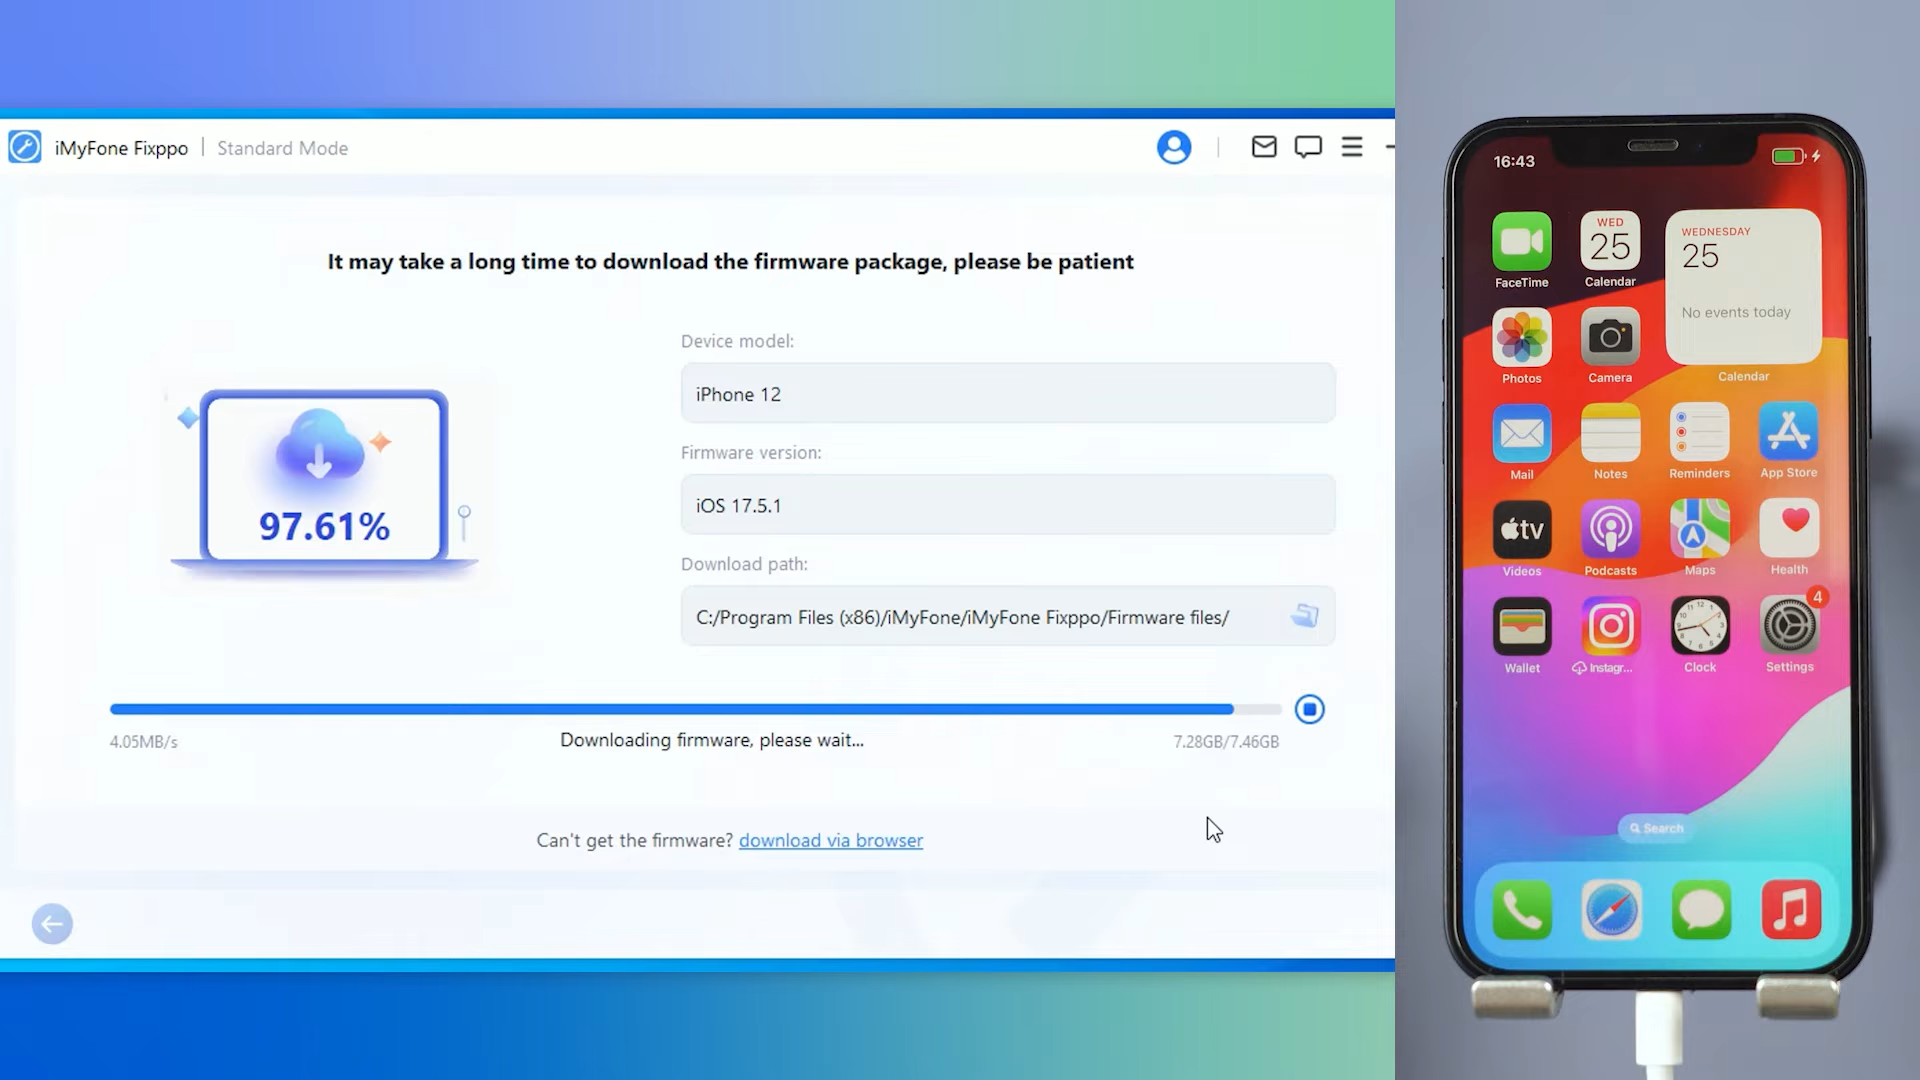 iMyFone Fixppo | Standard Mode
It may take a long time to download the firmware package, please be patient
97.61%
Device model:
iPhone 12
Firmware version:
iOS 17.5.1
Download path:
C:/Program Files (x86)/iMyFone/iMyFone Fixppo/Firmware files/
4.05MB/s
Downloading firmware, please wait...
7.28GB/7.46GB
Can't get the firmware? download via browser
16:43
WED
25
WEDNESDAY
25
No events today
FaceTime
Calendar
Photos
Camera
Calendar
Mail
Notes
Reminders
App Store
tv
Videos
Podcasts
Maps
Health
4
Wallet
Instagr...
Clock
Settings
Search